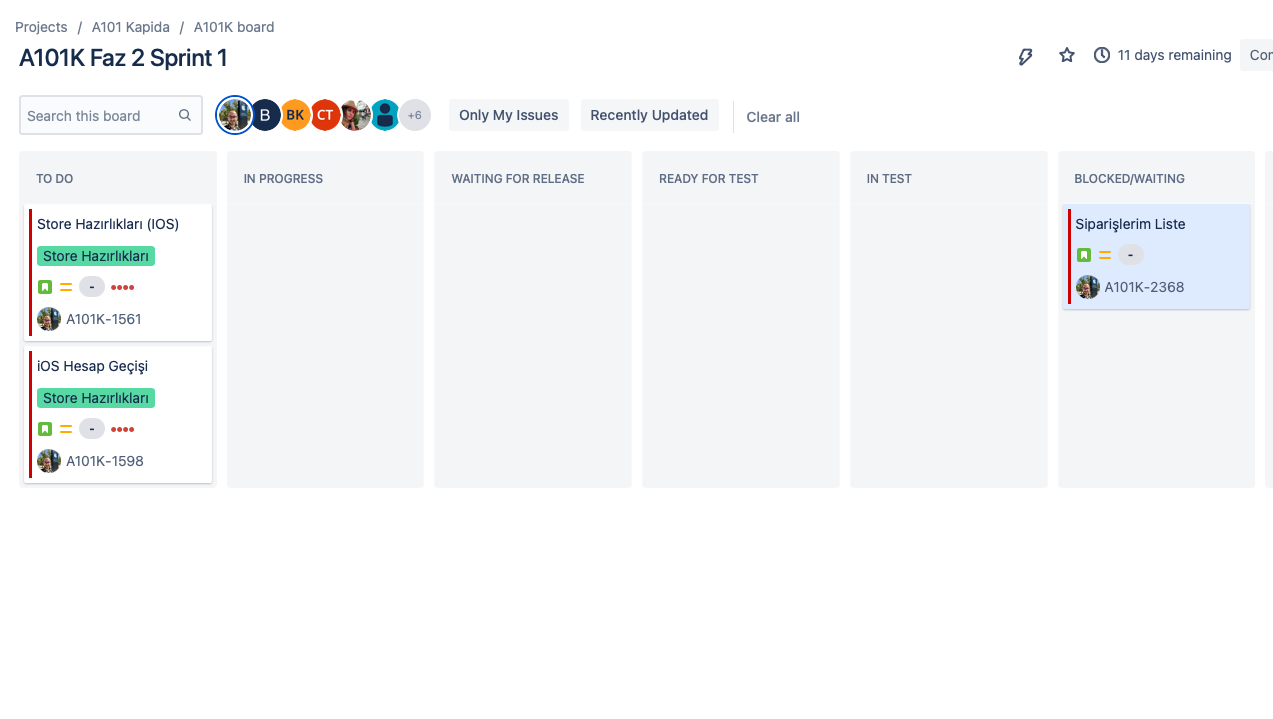 Projects / A101 Kapida / A101K board
A101K Faz 2 Sprint 1
11 days remaining
Search this board
B
BK
CT
+6
Only My Issues
Recently Updated
Clear all
TO DO
Store Hazırlıkları (IOS)
Store Hazırlıkları
-
A101K-1561
iOS Hesap Geçişi
Store Hazırlıkları
-
A101K-1598
IN PROGRESS
WAITING FOR RELEASE
READY FOR TEST
IN TEST
BLOCKED/WAITING
Siparişlerim Liste
-
A101K-2368